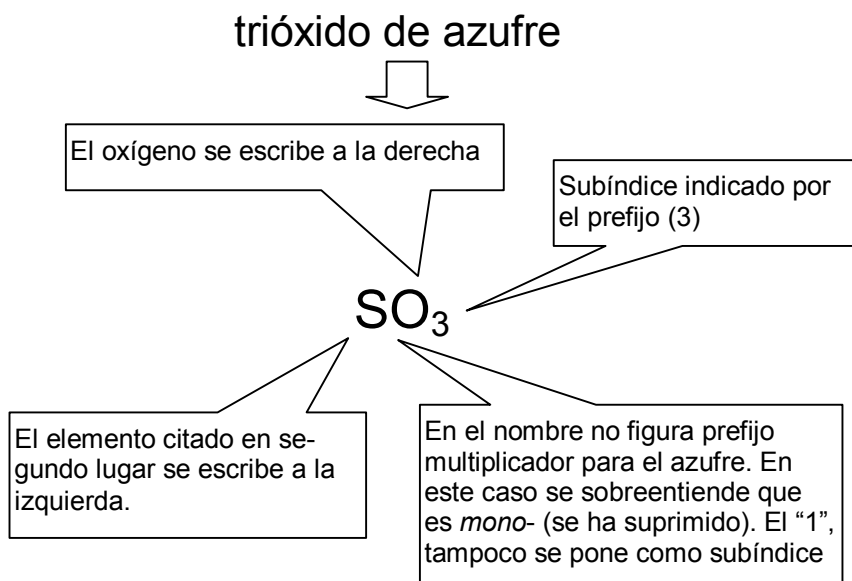 trióxido de azufre
El oxígeno se escribe a la derecha
Subíndice indicado por
el prefijo (3)
SO₃
El elemento citado en se-
gundo lugar se escribe a la
izquierda.
En el nombre no figura prefijo
multiplicador para el azufre. En
este caso se sobreentiende que
es mono- (se ha suprimido). El “1”,
tampoco se pone como subíndice